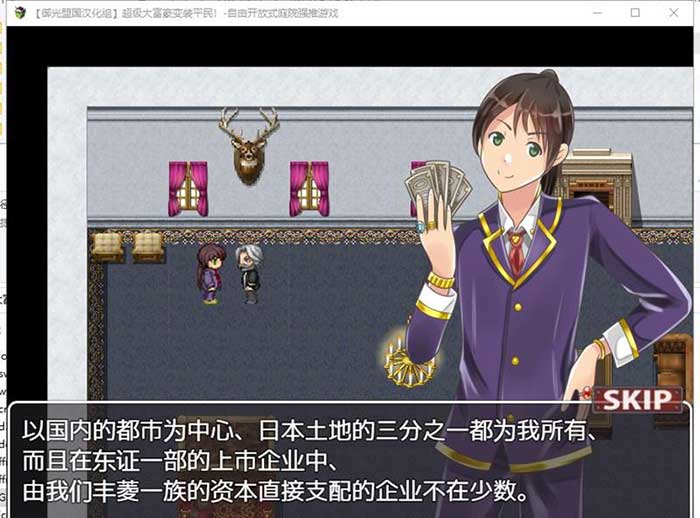 【御光盟国汉化组】超级大富豪变装平民！-自由开放式庭院强推游戏
SKIP
以国内的都市为中心、日本土地的三分之一都为我所有、
而且在东证一部的上市企业中、
由我们丰菱一族的资本直接支配的企业不在少数。